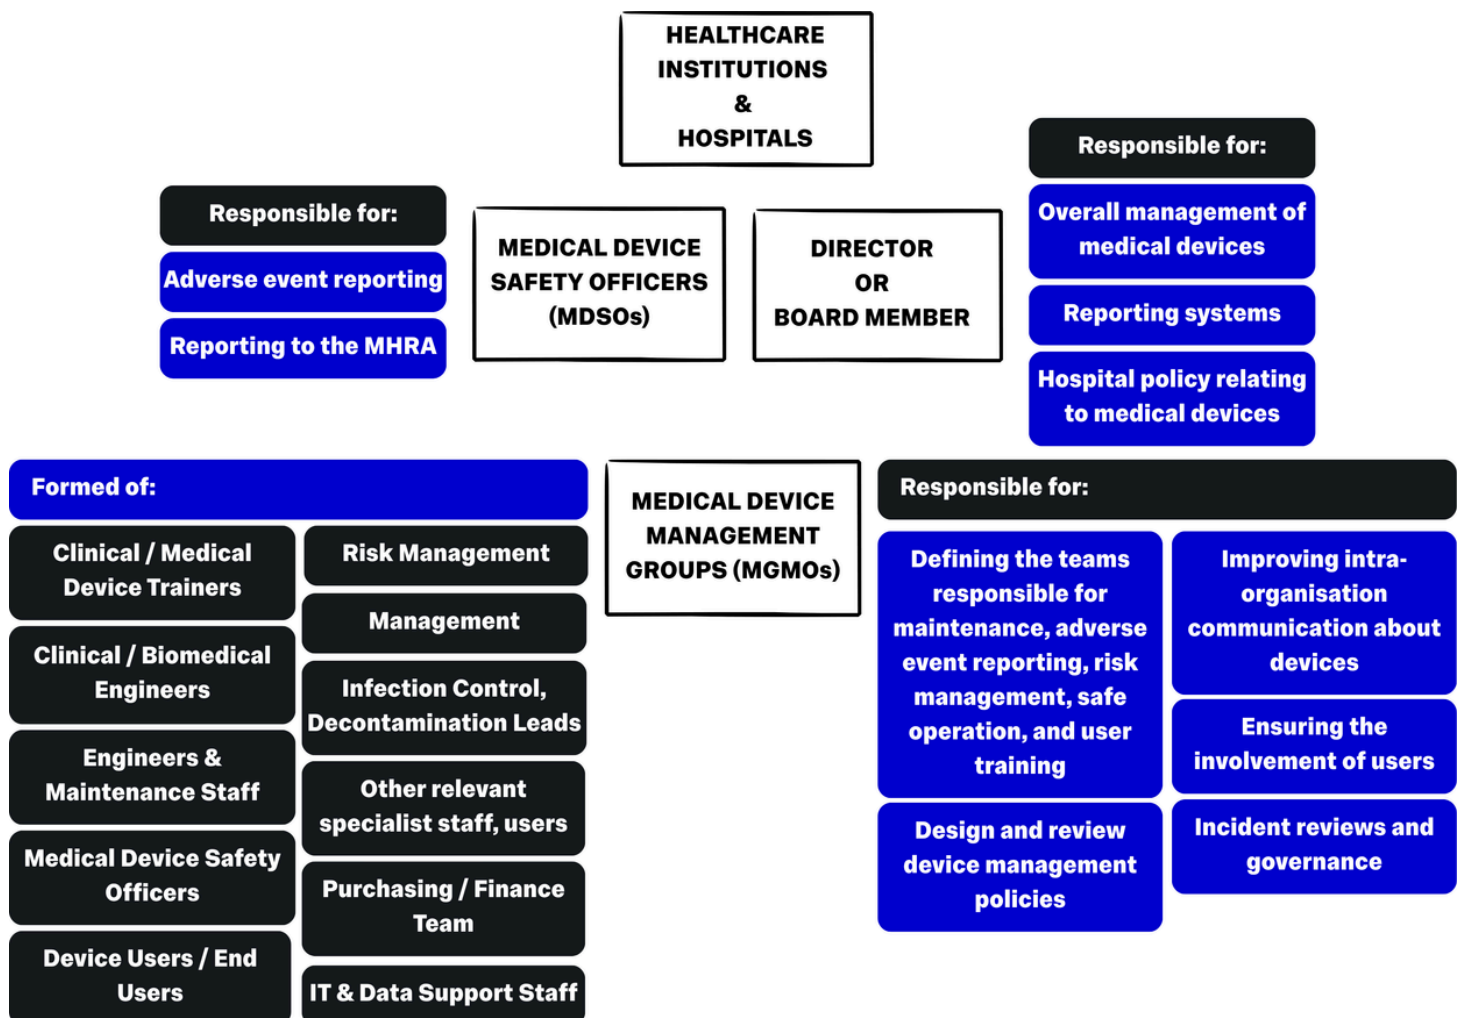 HEALTHCARE
INSTITUTIONS
&
HOSPITALS
Responsible for:
Adverse event reporting
Reporting to the MHRA
MEDICAL DEVICE
SAFETY OFFICERS
(MDSOs)
DIRECTOR
OR
BOARD MEMBER
Responsible for:
Overall management of
medical devices
Reporting systems
Hospital policy relating
to medical devices
Formed of:
Clinical / Medical
Device Trainers
Clinical / Biomedical
Engineers
Engineers &
Maintenance Staff
Medical Device Safety
Officers
Device Users / End
Users
Risk Management
Management
Infection Control,
Decontamination Leads
Other relevant
specialist staff, users
Purchasing / Finance
Team
IT & Data Support Staff
MEDICAL DEVICE
MANAGEMENT
GROUPS (MGMOs)
Responsible for:
Defining the teams
responsible for
maintenance, adverse
event reporting, risk
management, safe
operation, and user
training
Design and review
device management
policies
Improving intra-
organisation
communication about
devices
Ensuring the
involvement of users
Incident reviews and
governance